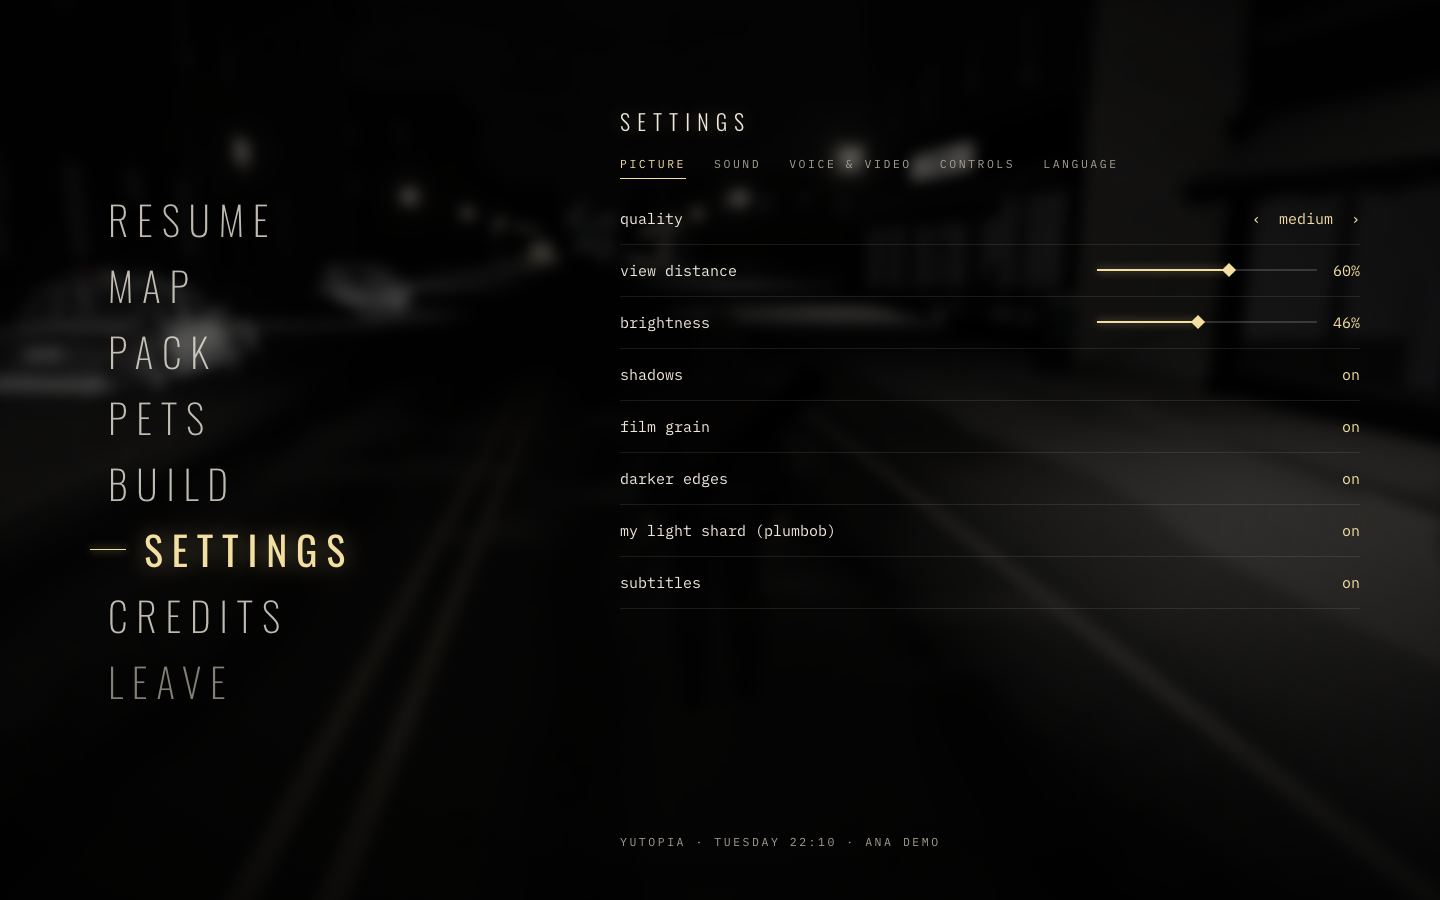 RESUME
MAP
PACK
PETS
BUILD
SETTINGS
CREDITS
LEAVE
SETTINGS
PICTURE SOUND VOICE & VIDEO CONTROLS LANGUAGE
quality ‹ medium ›
view distance 60%
brightness 46%
shadows on
film grain on
darker edges on
my light shard (plumbob) on
subtitles on
YUTOPIA · TUESDAY 22:10 · ANA DEMO